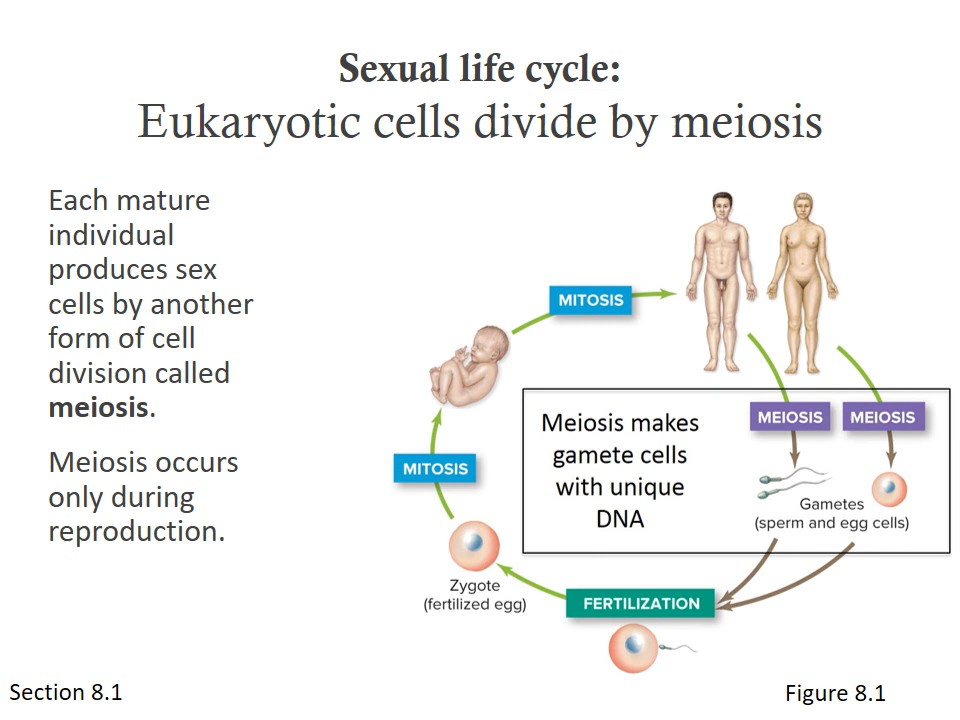 Sexual life cycle:
Eukaryotic cells divide by meiosis
Each mature
individual
produces sex
cells by another
form of cell
division called
meiosis.
Meiosis occurs
only during
reproduction.
MITOSIS
MITOSIS
Meiosis makes
gamete cells
with unique
DNA
MEIOSIS
MEIOSIS
Gametes
(sperm and egg cells)
Zygote
(fertilized egg)
FERTILIZATION
Section 8.1
Figure 8.1